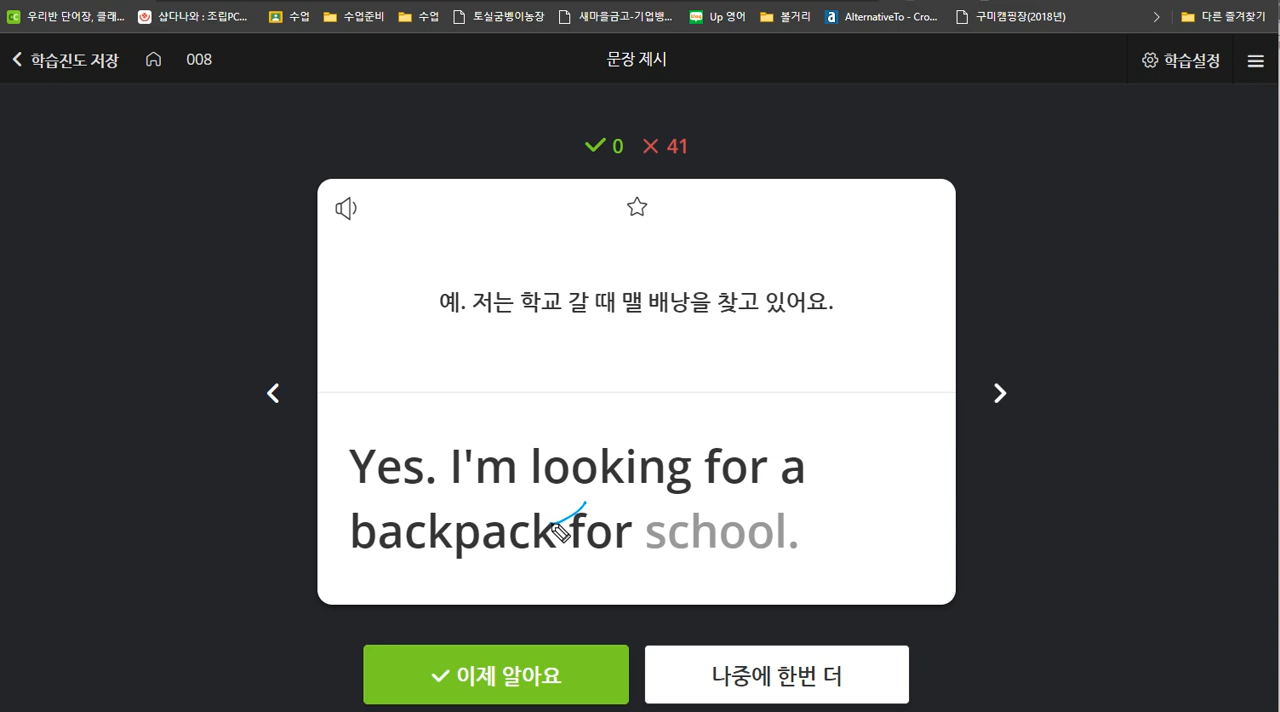 우리반 단어장, 클래... 샵다나와 : 조립PC... 수업 수업준비 수업 토실굼벵이농장 새마을금고-기업뱅... Up 영어 볼거리 AlternativeTo - Cro... 구미캠핑장(2018년) 다른 즐겨찾기
학습진도 저장 008 문장 제시 학습설정
0 41
예. 저는 학교 갈 때 맬 배낭을 찾고 있어요.
Yes. I'm looking for a
backpack for school.
이제 알아요 나중에 한번 더